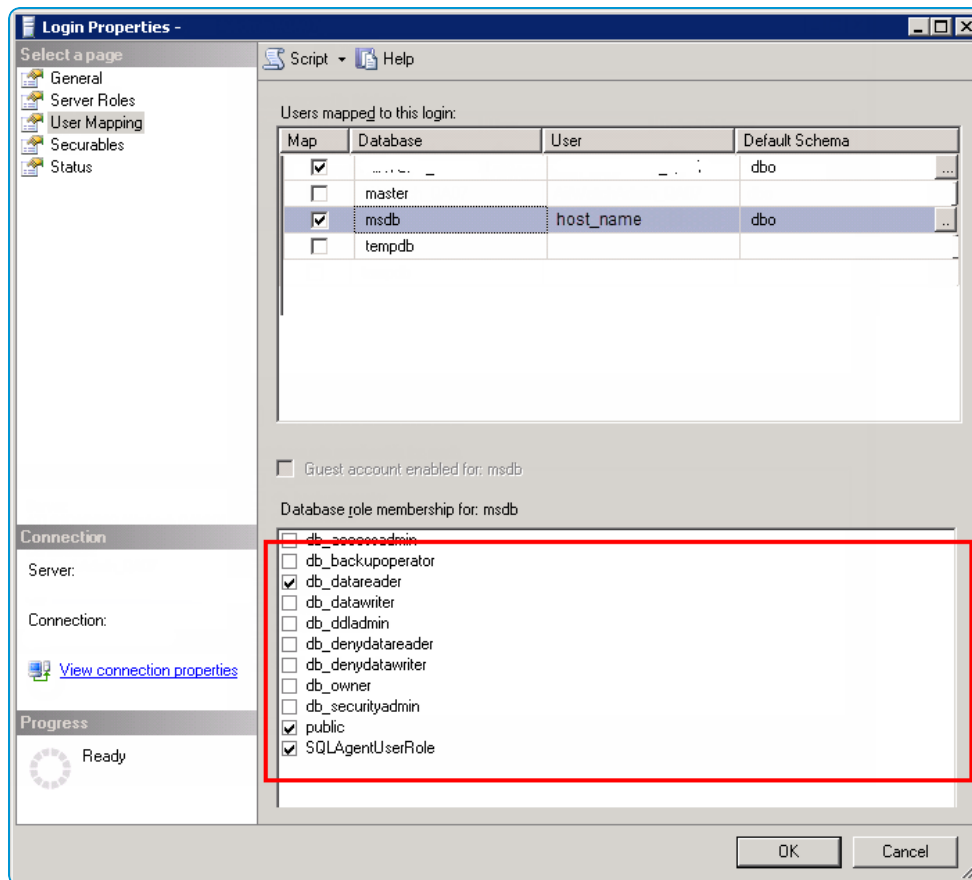 Login Properties -
Select a page
General
Server Roles
User Mapping
Securables
Status
Script Help
Users mapped to this login:
Map Database User Default Schema
dbo ...
master
msdb host_name dbo ..
tempdb
Guest account enabled for: msdb
Database role membership for: msdb
db_accessadmin
db_backupoperator
db_datareader
db_datawriter
db_ddladmin
db_denydatareader
db_denydatawriter
db_owner
db_securityadmin
public
SQLAgentUserRole
Connection
Server:
Connection:
View connection properties
Progress
Ready
OK Cancel